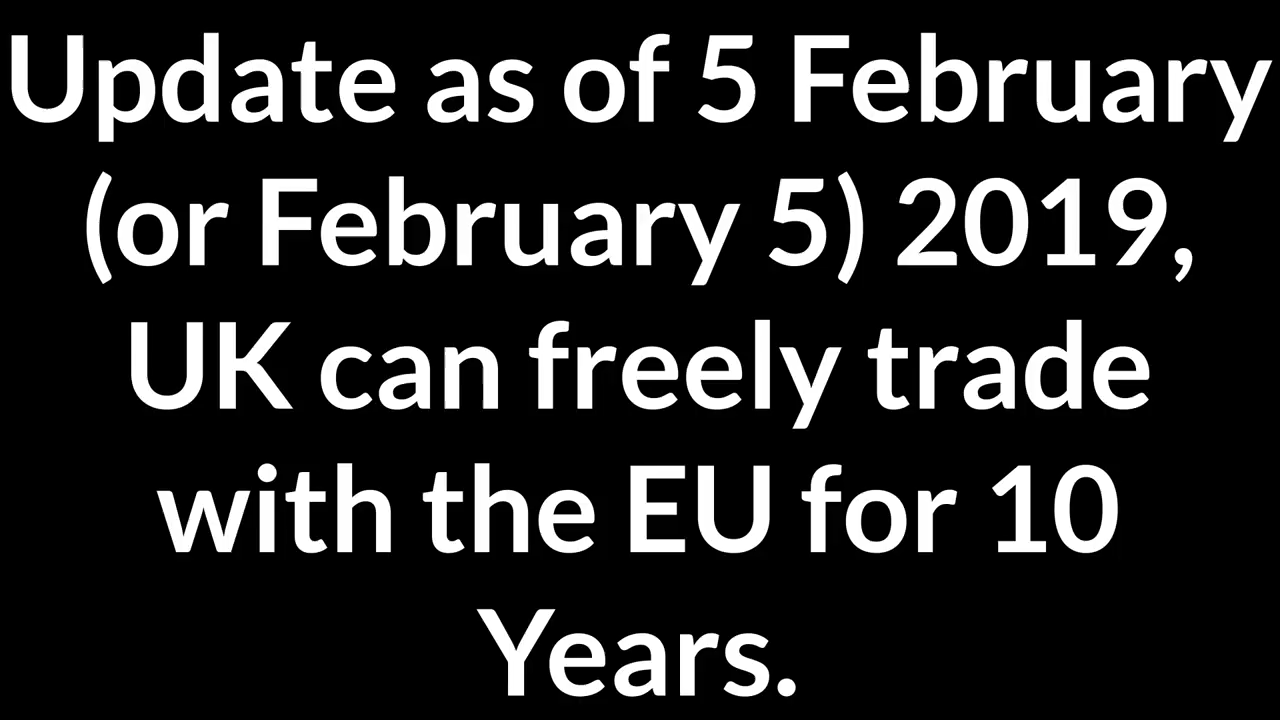 Update as of 5 February
(or February 5) 2019,
UK can freely trade
with the EU for 10
Years.